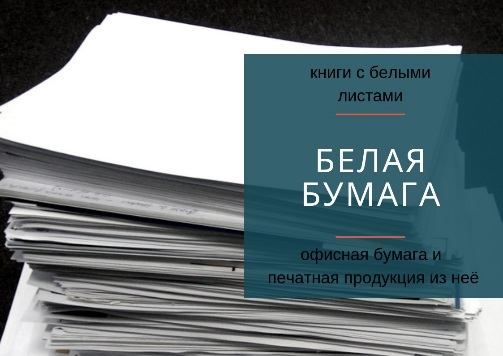 книги с белыми
листами
БЕЛАЯ
БУМАГА
офисная бумага и
печатная продукция из неё